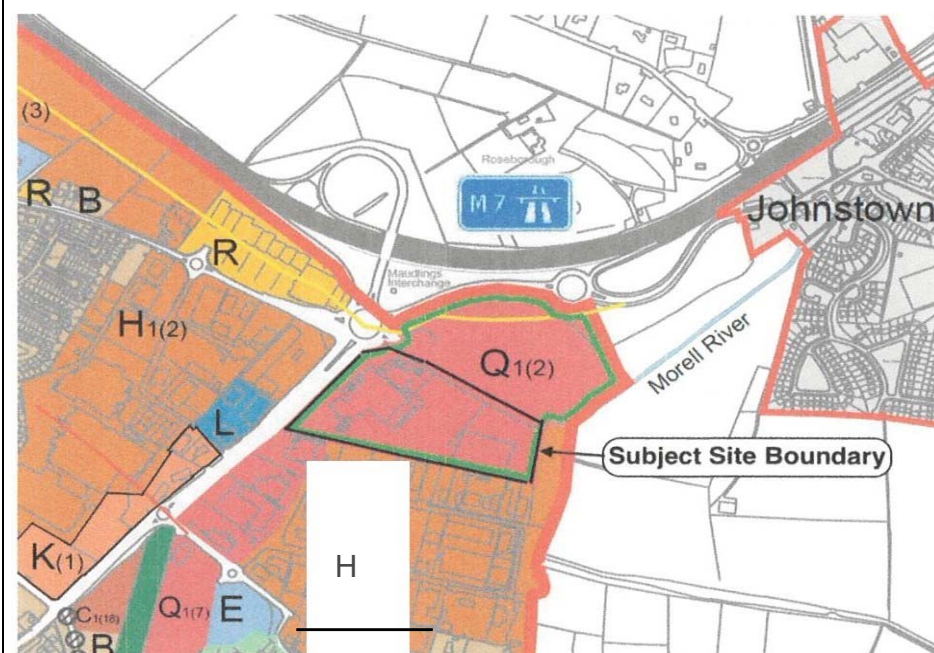 (3)
Roseborough
M7
Johnstown
R B
R
Maudlings
Interchange
H1(2)
Q1(2)
Morell River
L
Subject Site Boundary
K(1)
H
C1(18)
Q1(7)
E
B